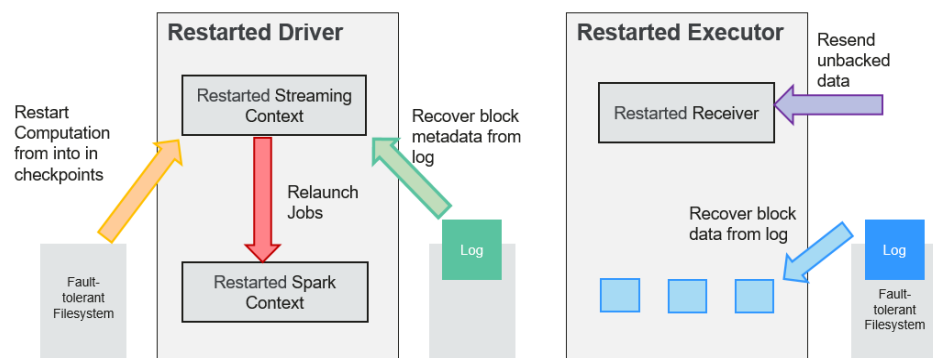 Restarted Driver
Restarted Streaming
Context
Restart
Computation
from into in
checkpoints
Recover block
metadata from
log
Relaunch
Jobs
Log
Fault-
tolerant
Filesystem
Restarted Spark
Context
Restarted Executor
Resend
unbacked
data
Restarted Receiver
Recover block
data from log
Log
Fault-
tolerant
Filesystem